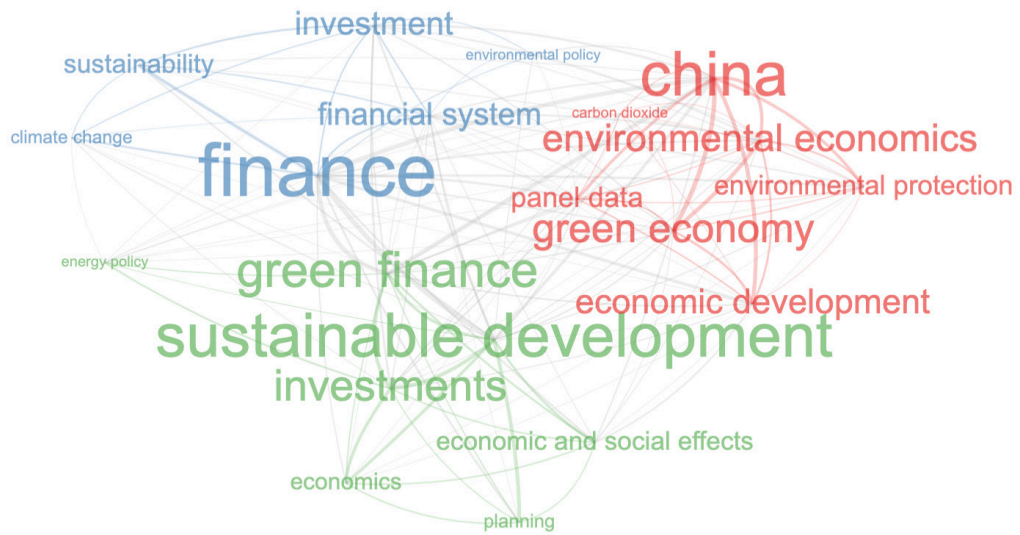 investment
environmental policy
sustainability
china
financial system
carbon dioxide
climate change
environmental economics
finance
environmental protection
panel data
green economy
energy policy
green finance
economic development
sustainable development
investments
economic and social effects
economics
planning